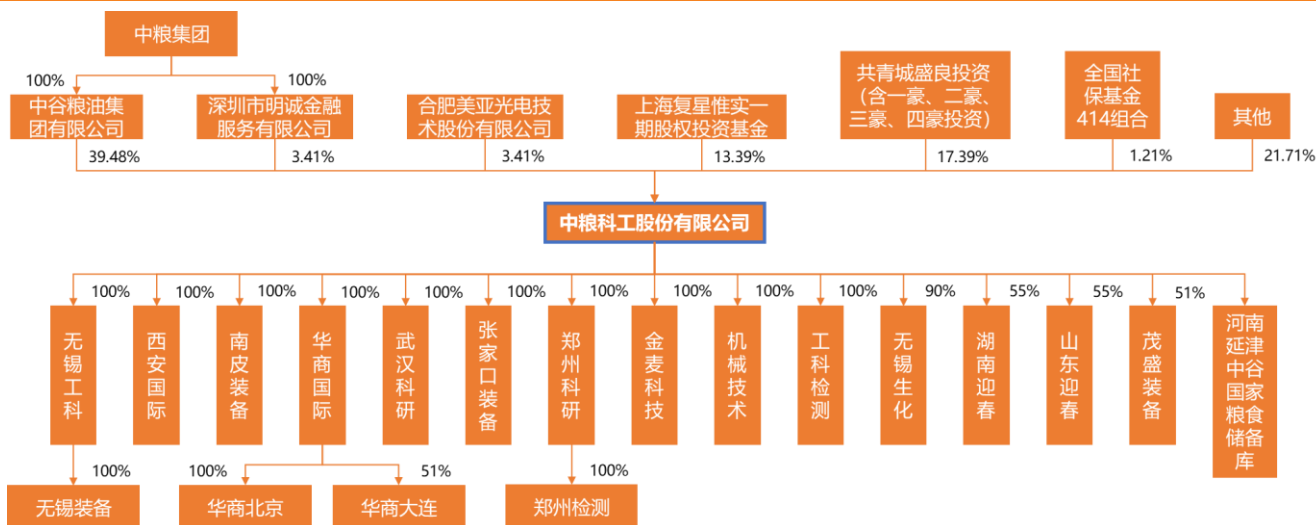 中粮集团
100%
100%
中谷粮油集
团有限公司
深圳市明诚金融
服务有限公司
合肥美亚光电技
术股份有限公司
上海复星惟实一
期股权投资基金
共青城盛良投资
（含一豪、二豪、
三豪、四豪投资）
全国社
保基金
414组合
其他
39.48%
3.41%
3.41%
13.39%
17.39%
1.21%
21.71%
中粮科工股份有限公司
100%
100%
100%
100%
100%
100%
100%
100%
100%
100%
90%
55%
55%
51%
无锡工科
西安国际
南皮装备
华商国际
武汉科研
张家口装备
郑州科研
金麦科技
机械技术
工科检测
无锡生化
湖南迎春
山东迎春
茂盛装备
河南
延津
中谷
国家
粮食
储备
库
100%
100%
51%
100%
无锡装备
华商北京
华商大连
郑州检测